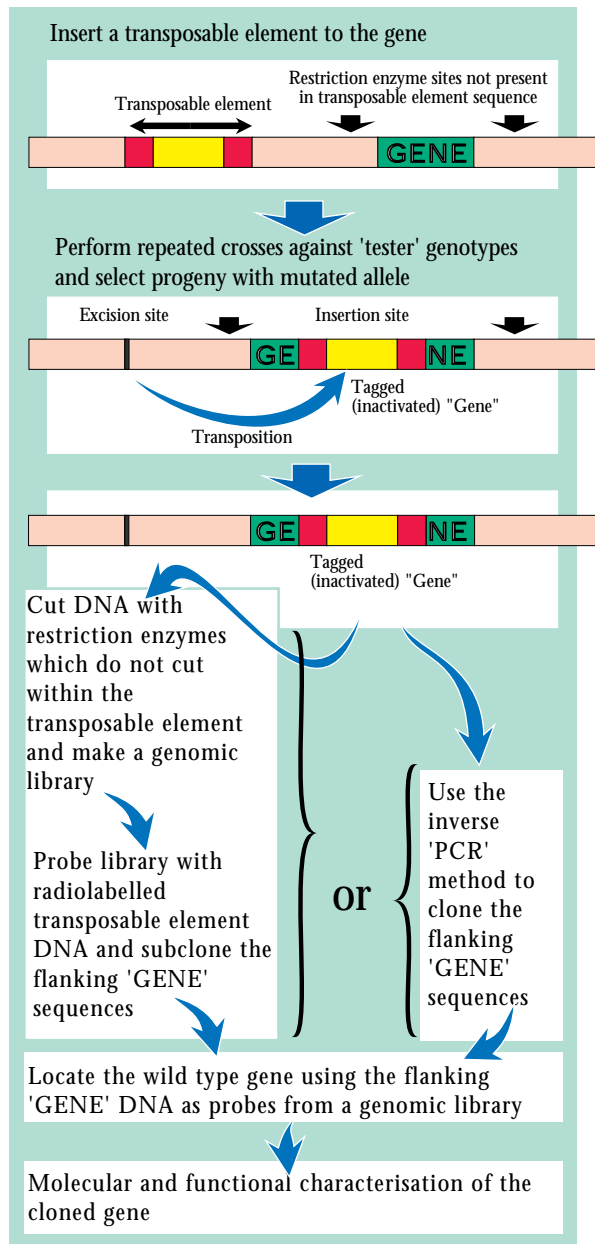 Insert a transposable element to the gene
Restriction enzyme sites not present
in transposable element sequence
Transposable element
GENE
Perform repeated crosses against 'tester' genotypes
and select progeny with mutated allele
Excision site
Insertion site
GE
NE
Tagged
(inactivated) "Gene"
Transposition
GE
NE
Tagged
(inactivated) "Gene"
Cut DNA with
restriction enzymes
which do not cut
within the
transposable element
and make a genomic
library
Probe library with
radiolabelled
transposable element
DNA and subclone the
flanking 'GENE'
sequences
or
Use the
inverse
'PCR'
method to
clone the
flanking
'GENE'
sequences
Locate the wild type gene using the flanking
'GENE' DNA as probes from a genomic library
Molecular and functional characterisation of the
cloned gene